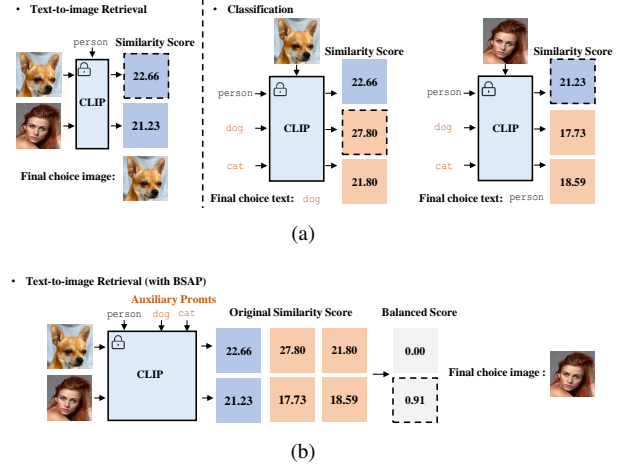 • Text-to-image Retrieval
person
Similarity Score
CLIP
22.66
21.23
Final choice image:
• Classification
Similarity Score
person
dog
cat
CLIP
22.66
27.80
21.80
Final choice text: dog
Similarity Score
person
dog
cat
CLIP
21.23
17.73
18.59
Final choice text: person
(a)
• Text-to-image Retrieval (with BSAP)
Auxiliary Promts
person dog cat
Original Similarity Score
Balanced Score
CLIP
22.66 27.80 21.80 0.00
21.23 17.73 18.59 0.91
Final choice image :
(b)